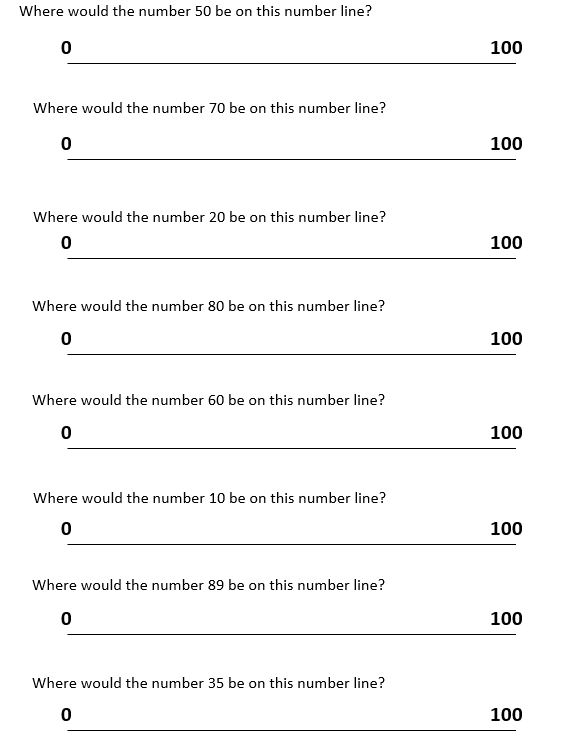 Where would the number 50 be on this number line?
0 100
Where would the number 70 be on this number line?
0 100
Where would the number 20 be on this number line?
0 100
Where would the number 80 be on this number line?
0 100
Where would the number 60 be on this number line?
0 100
Where would the number 10 be on this number line?
0 100
Where would the number 89 be on this number line?
0 100
Where would the number 35 be on this number line?
0 100